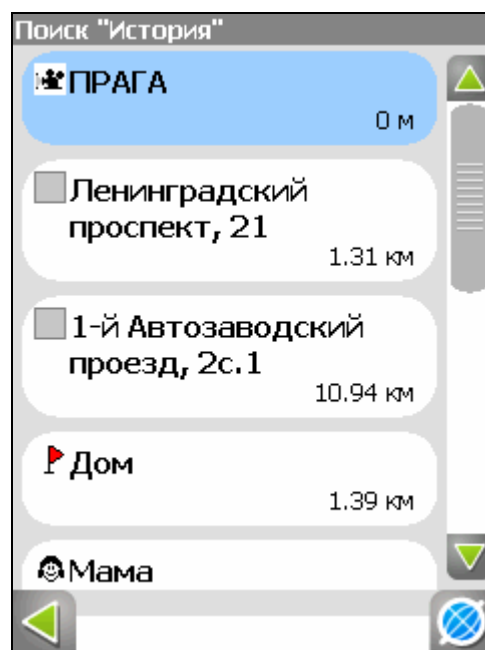 Поиск "История"
ПРАГА
0 м
Ленинградский
проспект, 21
1.31 км
1-й Автозаводский
проезд, 2с.1
10.94 км
Дом
1.39 км
Мама